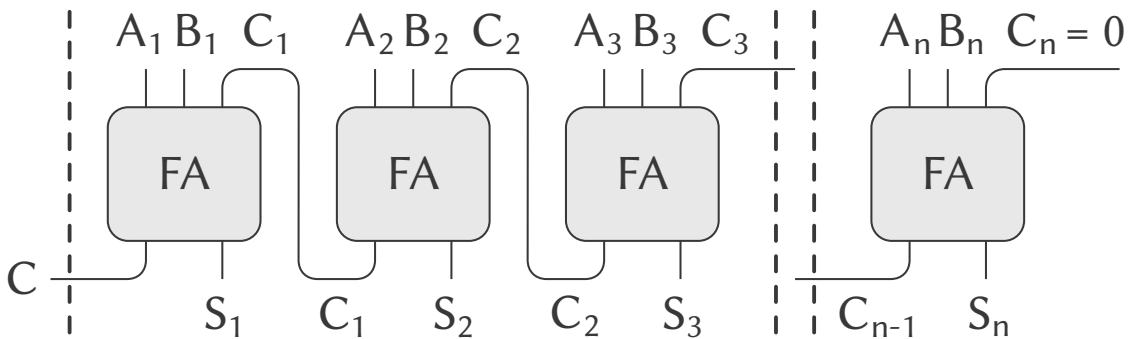 A₁ B₁ C₁ A₂ B₂ C₂ A₃ B₃ C₃ Aₙ Bₙ Cₙ = 0
FA FA FA FA
C S₁ C₁ S₂ C₂ S₃ Cₙ₋₁ Sₙ